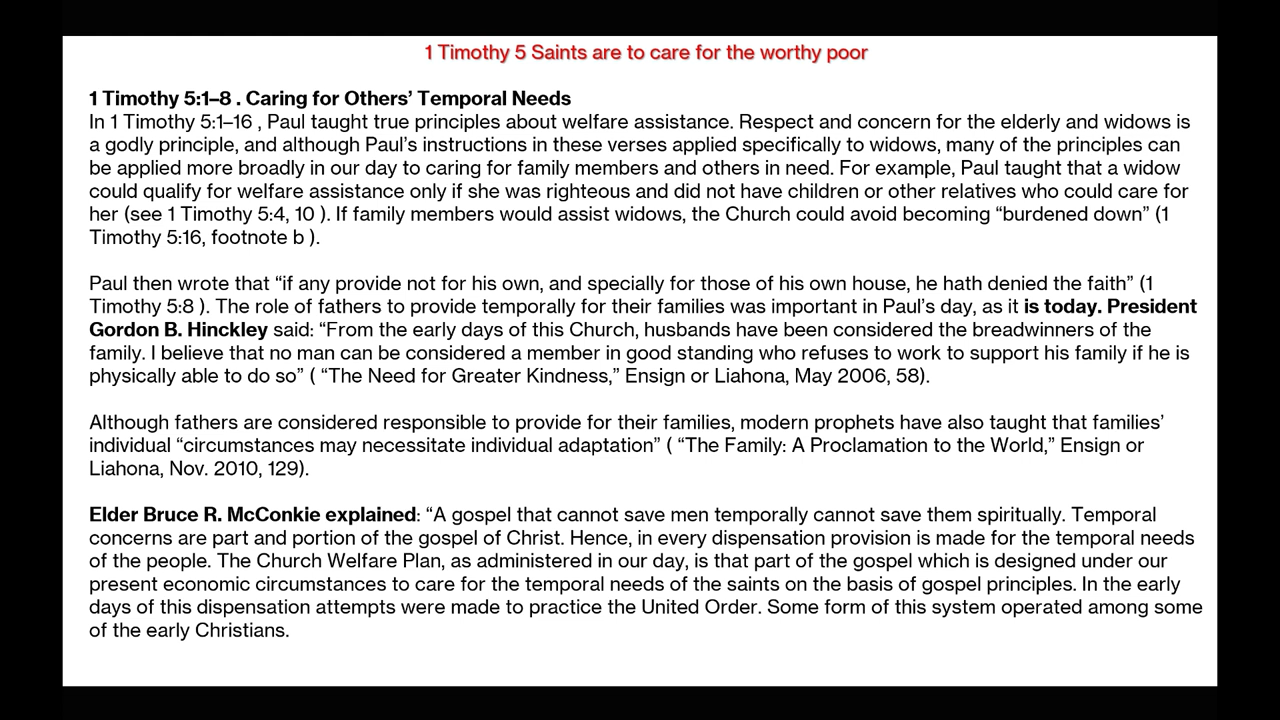 1 Timothy 5 Saints are to care for the worthy poor
1 Timothy 5:1–8 . Caring for Others’ Temporal Needs
In 1 Timothy 5:1–16 , Paul taught true principles about welfare assistance. Respect and concern for the elderly and widows is
a godly principle, and although Paul’s instructions in these verses applied specifically to widows, many of the principles can
be applied more broadly in our day to caring for family members and others in need. For example, Paul taught that a widow
could qualify for welfare assistance only if she was righteous and did not have children or other relatives who could care for
her (see 1 Timothy 5:4, 10 ). If family members would assist widows, the Church could avoid becoming “burdened down” (1
Timothy 5:16, footnote b ).
Paul then wrote that “if any provide not for his own, and specially for those of his own house, he hath denied the faith” (1
Timothy 5:8 ). The role of fathers to provide temporally for their families was important in Paul’s day, as it is today. President
Gordon B. Hinckley said: “From the early days of this Church, husbands have been considered the breadwinners of the
family. I believe that no man can be considered a member in good standing who refuses to work to support his family if he is
physically able to do so” ( “The Need for Greater Kindness,” Ensign or Liahona, May 2006, 58).
Although fathers are considered responsible to provide for their families, modern prophets have also taught that families’
individual “circumstances may necessitate individual adaptation” ( “The Family: A Proclamation to the World,” Ensign or
Liahona, Nov. 2010, 129).
Elder Bruce R. McConkie explained: “A gospel that cannot save men temporally cannot save them spiritually. Temporal
concerns are part and portion of the gospel of Christ. Hence, in every dispensation provision is made for the temporal needs
of the people. The Church Welfare Plan, as administered in our day, is that part of the gospel which is designed under our
present economic circumstances to care for the temporal needs of the saints on the basis of gospel principles. In the early
days of this dispensation attempts were made to practice the United Order. Some form of this system operated among some
of the early Christians.